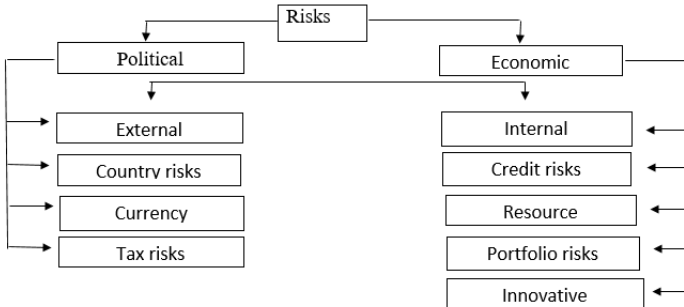 Risks
Political
Economic
External
Internal
Country risks
Credit risks
Currency
Resource
Tax risks
Portfolio risks
Innovative